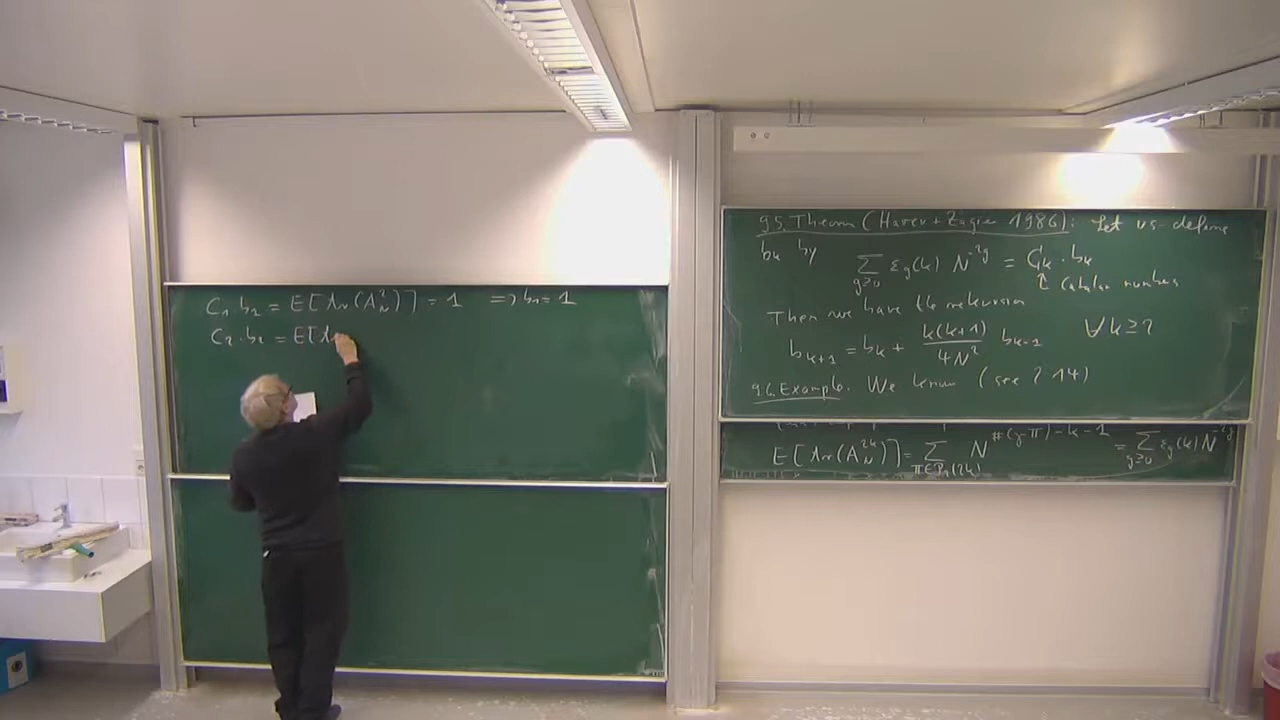 C₁·b₁ = E[tr(A_N²)] = 1 ⇒ b₁ = 1
C₂·b₂ = E[tr
9.5. Theorem (Harer + Zagier 1986): Let us define
b_k by ∑_{g≥0} ε_g(k) N^{-2g} = C_k · b_k
↑ Catalan numbers
Then we have the recursion
b_{k+1} = b_k + \frac{k(k+1)}{4N²} b_{k-1} ∀ k ≥ 2
9.6. Example. We know (see 2.14)
E[tr(A_N^{2k})] = ∑_{π∈P₂(2k)} N^{#(γπ)-k-1} = ∑_{g≥0} ε_g(k) N^{-2g}